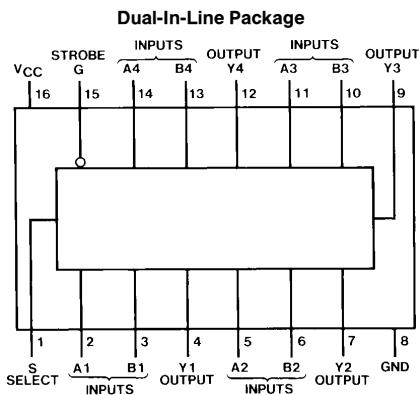 Dual-In-Line Package
STROBE INPUTS OUTPUT INPUTS OUTPUT
VCC G A4 B4 Y4 A3 B3 Y3
16 15 14 13 12 11 10 9
1 2 3 4 5 6 7 8
S A1 B1 Y1 A2 B2 Y2 GND
SELECT INPUTS OUTPUT INPUTS OUTPUT